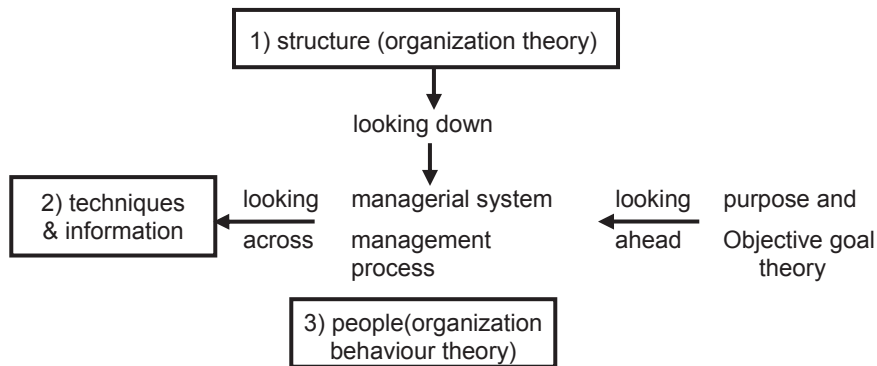 1) structure (organization theory)
looking down
2) techniques
& information
looking
across
managerial system
management
process
looking
ahead
purpose and
Objective goal
theory
3) people(organization
behaviour theory)